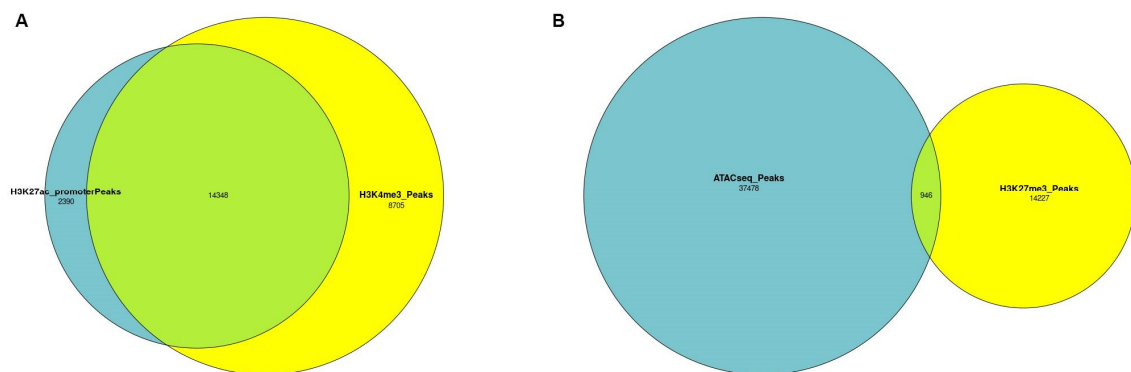 A
H3K27ac_promoterPeaks
2390
14348
H3K4me3_Peaks
8705
B
ATACseq_Peaks
37478
946
H3K27me3_Peaks
14227